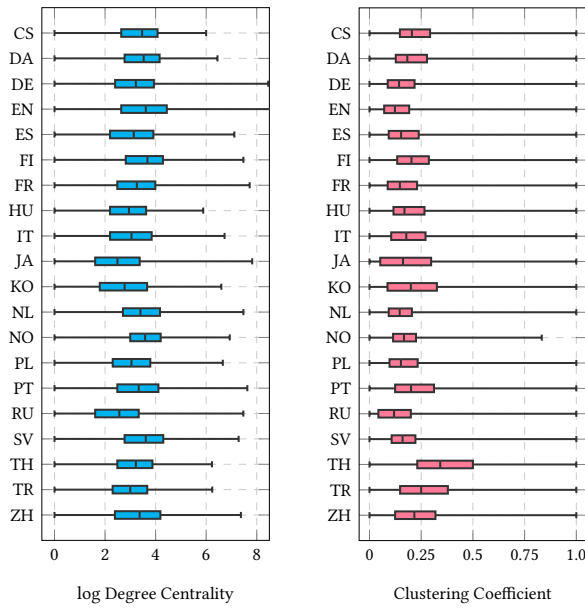 CS
DA
DE
EN
ES
FI
FR
HU
IT
JA
KO
NL
NO
PL
PT
RU
SV
TH
TR
ZH
0 2 4 6 8
log Degree Centrality
CS
DA
DE
EN
ES
FI
FR
HU
IT
JA
KO
NL
NO
PL
PT
RU
SV
TH
TR
ZH
0 0.25 0.5 0.75 1.0
Clustering Coefficient